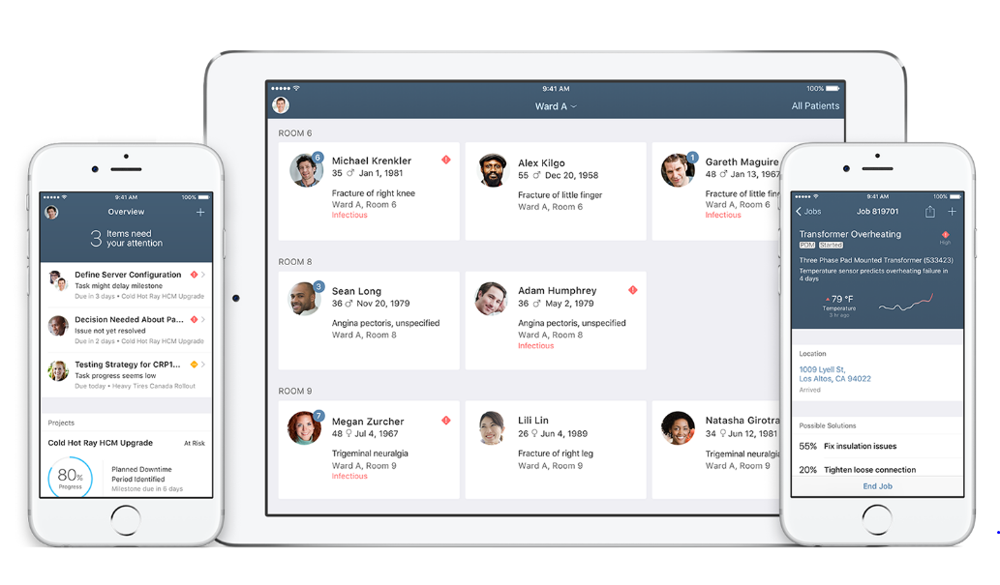 9:41 AM
100%
Ward A
All Patients
ROOM 6
6
Michael Krenkler
35 ♂ Jan 1, 1981
Fracture of right knee
Ward A, Room 6
Infectious
Alex Kilgo
55 ♂ Dec 20, 1958
Fracture of little finger
Ward A, Room 6
1
Gareth Maguire
48 ♂ Jan 13, 1967
Fracture of little fin
Ward A, Room 6
Infectious
ROOM 8
3
Sean Long
36 ♂ Nov 20, 1979
Angina pectoris, unspecified
Ward A, Room 8
Adam Humphrey
36 ♂ May 2, 1979
Angina pectoris, unspecified
Ward A, Room 8
Infectious
ROOM 9
7
Megan Zurcher
48 ♀ Jul 4, 1967
Trigeminal neuralgia
Ward A, Room 9
Infectious
Lili Lin
26 ♀ Jun 4, 1989
Fracture of right leg
Ward A, Room 9
Natasha Girotra
34 ♀ Jun 12, 1981
Trigeminal neuralgia
Ward A, Room 9
9:41 AM
100%
Overview
3 Items need
your attention
Define Server Configuration
Task might delay milestone
Due in 3 days • Cold Hot Ray HCM Upgrade
Decision Needed About Pa...
Issue not yet resolved
Due in 2 days • Cold Hot Ray HCM Upgrade
Testing Strategy for CRP1...
Task progress seems low
Due today • Heavy Tires Canada Rollout
Projects
Cold Hot Ray HCM Upgrade
At Risk
80%
Progress
Planned Downtime
Period Identified
Milestone due in 6 days
9:41 AM
100%
Jobs
Job 819701
Transformer Overheating
High
PDM Started
Three Phase Pad Mounted Transformer (533423)
Temperature sensor predicts overheating failure in
4 days
79 °F
Temperature
3 hr ago
Location
1009 Lyell St,
Los Altos, CA 94022
Arrived
Possible Solutions
55% Fix insulation issues
20% Tighten loose connection
End Job